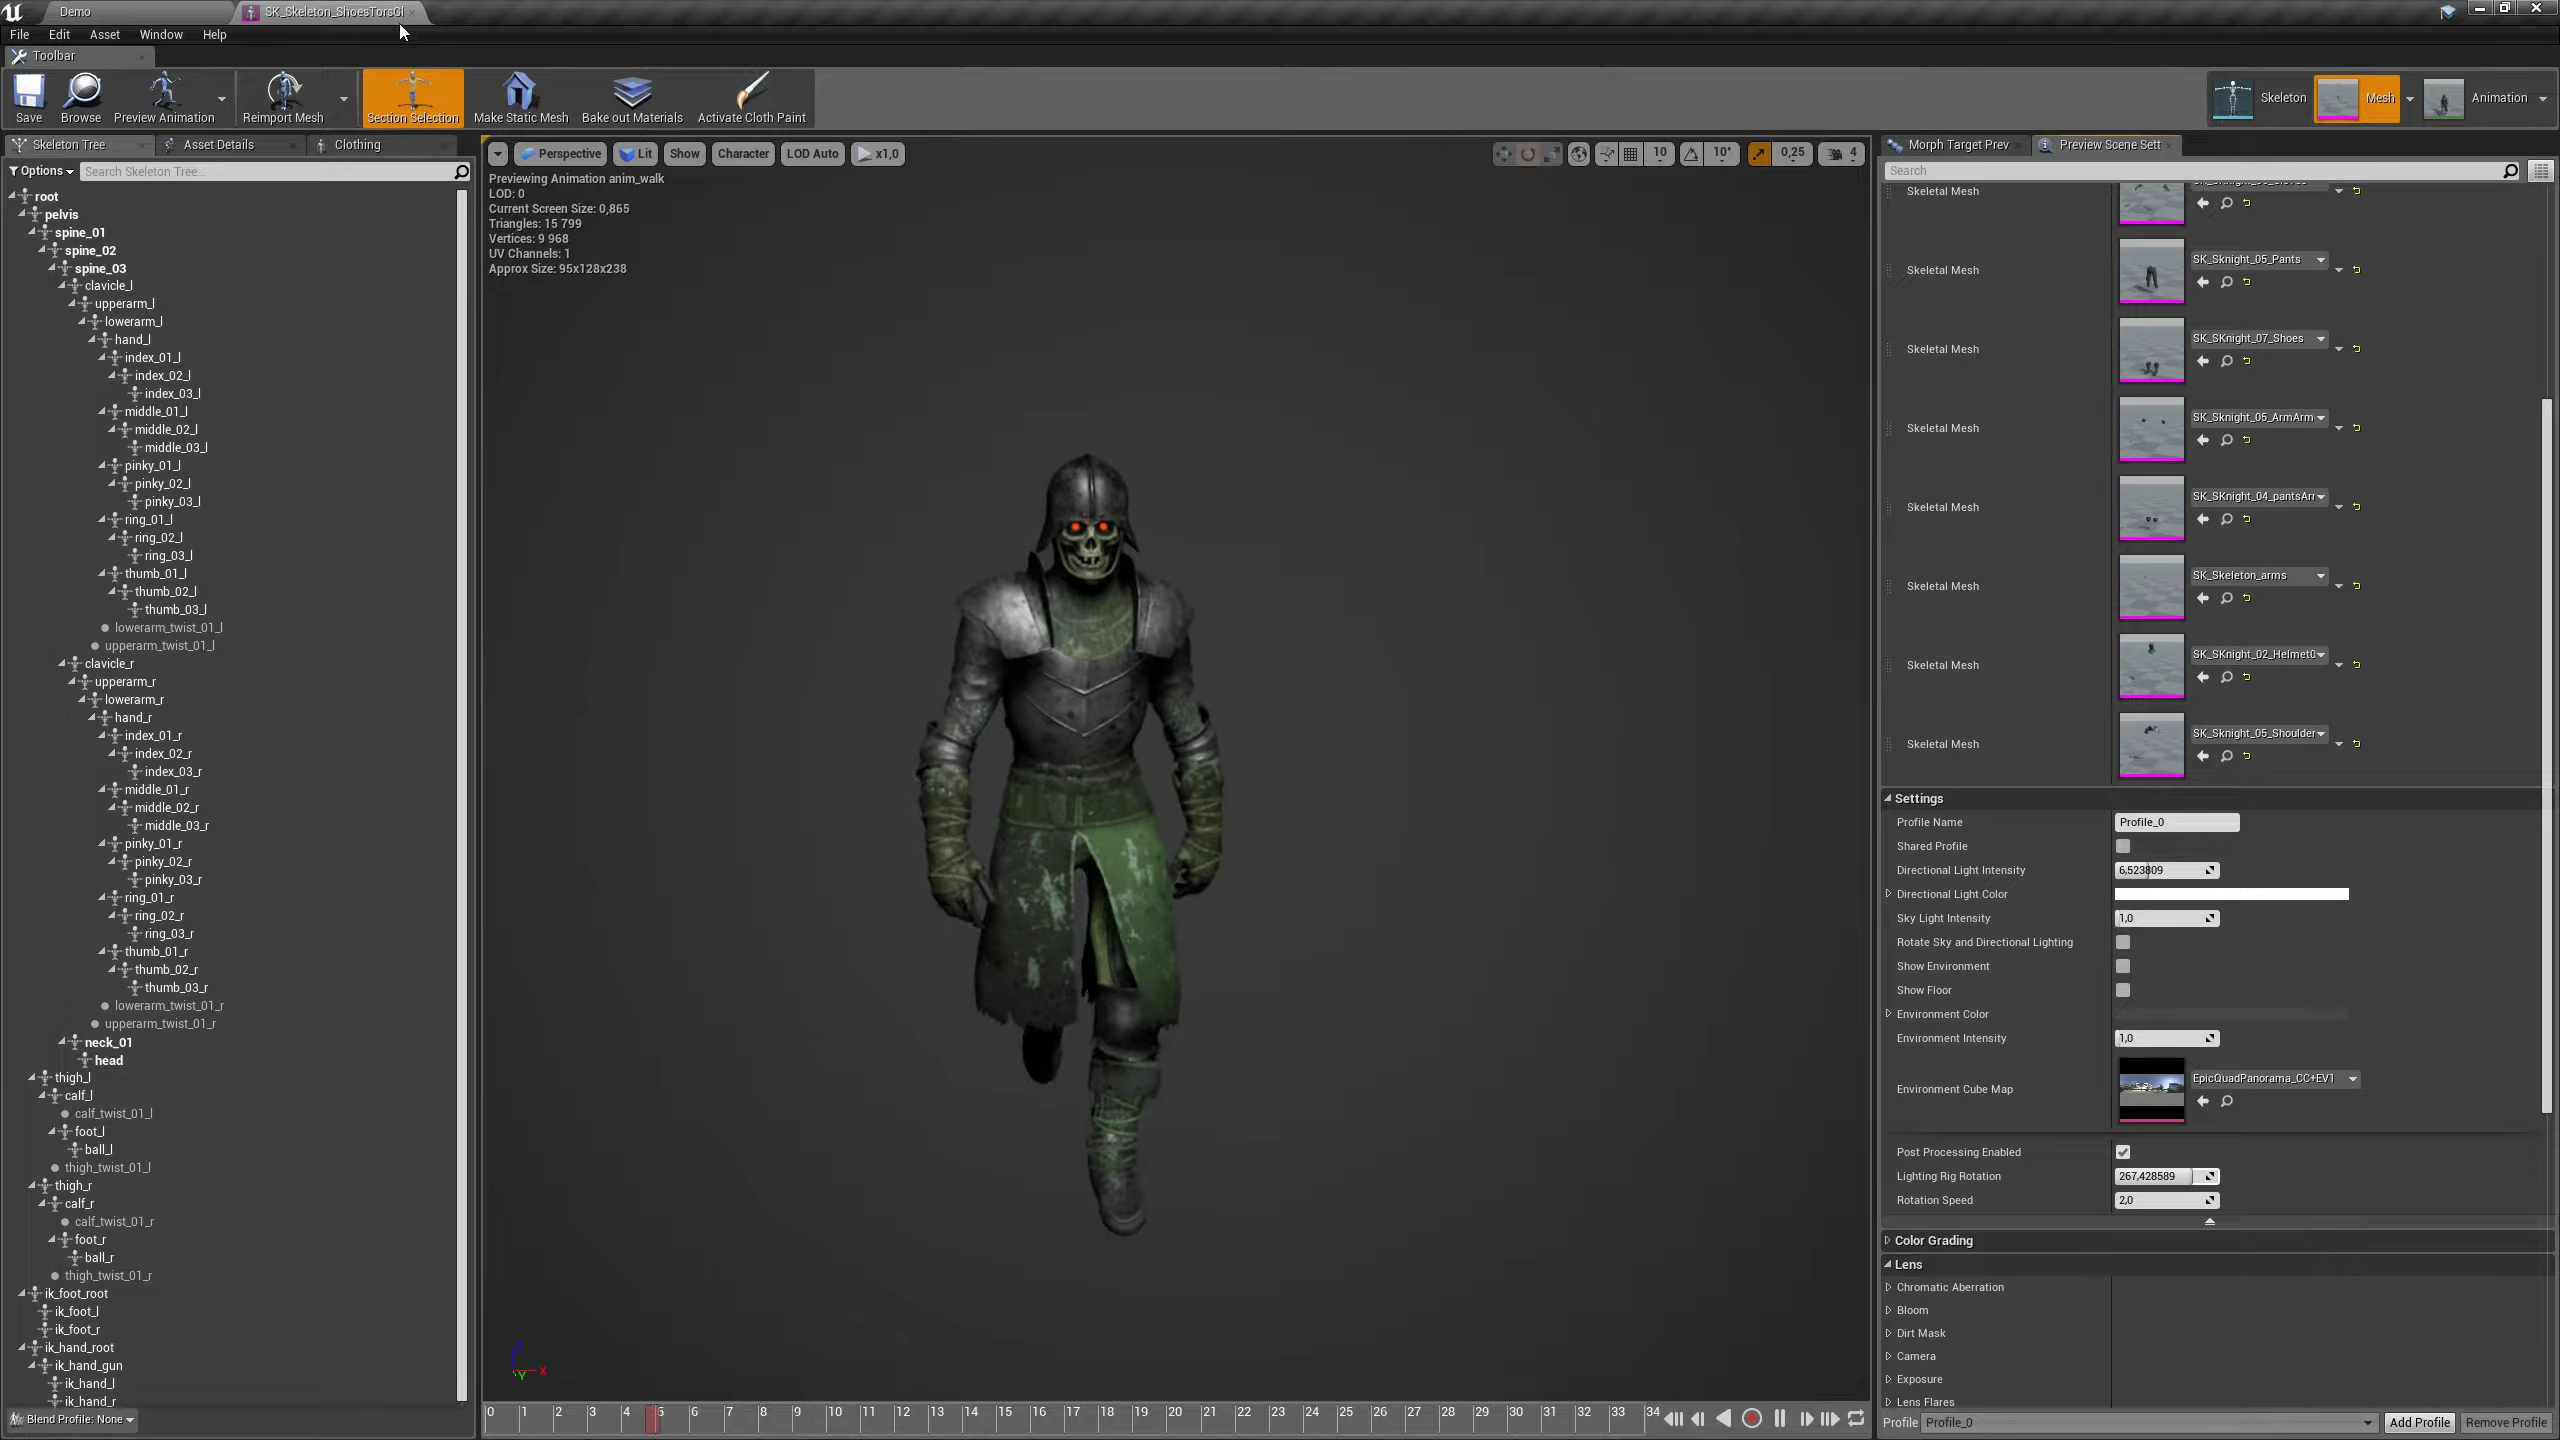 Demo
SK_Skeleton_ShoesTorsGl
File Edit Asset Window Help
Toolbar
Save Browse Preview Animation Reimport Mesh Section Selection Make Static Mesh Bake out Materials Activate Cloth Paint
Skeleton Mesh Animation
Skeleton Tree Asset Details Clothing
Options Search Skeleton Tree...
root
pelvis
spine_01
spine_02
spine_03
clavicle_l
upperarm_l
lowerarm_l
hand_l
index_01_l
index_02_l
index_03_l
middle_01_l
middle_02_l
middle_03_l
pinky_01_l
pinky_02_l
pinky_03_l
ring_01_l
ring_02_l
ring_03_l
thumb_01_l
thumb_02_l
thumb_03_l
lowerarm_twist_01_l
upperarm_twist_01_l
clavicle_r
upperarm_r
lowerarm_r
hand_r
index_01_r
index_02_r
index_03_r
middle_01_r
middle_02_r
middle_03_r
pinky_01_r
pinky_02_r
pinky_03_r
ring_01_r
ring_02_r
ring_03_r
thumb_01_r
thumb_02_r
thumb_03_r
lowerarm_twist_01_r
upperarm_twist_01_r
neck_01
head
thigh_l
calf_l
calf_twist_01_l
foot_l
ball_l
thigh_twist_01_l
thigh_r
calf_r
calf_twist_01_r
foot_r
ball_r
thigh_twist_01_r
ik_foot_root
ik_foot_l
ik_foot_r
ik_hand_root
ik_hand_gun
ik_hand_l
ik_hand_r
Blend Profile: None
Perspective Lit Show Character LOD Auto x1,0
10 10° 0,25 4
Previewing Animation anim_walk
LOD: 0
Current Screen Size: 0,865
Triangles: 15 799
Vertices: 9 968
UV Channels: 1
Approx Size: 95x128x238
Z
X
Y
0 1 2 3 4 5 6 7 8 9 10 11 12 13 14 15 16 17 18 19 20 21 22 23 24 25 26 27 28 29 30 31 32 33 34
Morph Target Prev Preview Scene Sett
Search
Skeletal Mesh
Skeletal Mesh SK_Sknight_05_Pants
Skeletal Mesh SK_SKnight_07_Shoes
Skeletal Mesh SK_Sknight_05_ArmArm
Skeletal Mesh SK_SKnight_04_pantsArr
Skeletal Mesh SK_Skeleton_arms
Skeletal Mesh SK_SKnight_02_Helmet0
Skeletal Mesh SK_Sknight_05_Shoulder
Settings
Profile Name Profile_0
Shared Profile
Directional Light Intensity 6,523809
Directional Light Color
Sky Light Intensity 1,0
Rotate Sky and Directional Lighting
Show Environment
Show Floor
Environment Color
Environment Intensity 1,0
Environment Cube Map EpicQuadPanorama_CC+EV1
Post Processing Enabled
Lighting Rig Rotation 267,428589
Rotation Speed 2,0
Color Grading
Lens
Chromatic Aberration
Bloom
Dirt Mask
Camera
Exposure
Lens Flares
Profile Profile_0 Add Profile Remove Profile